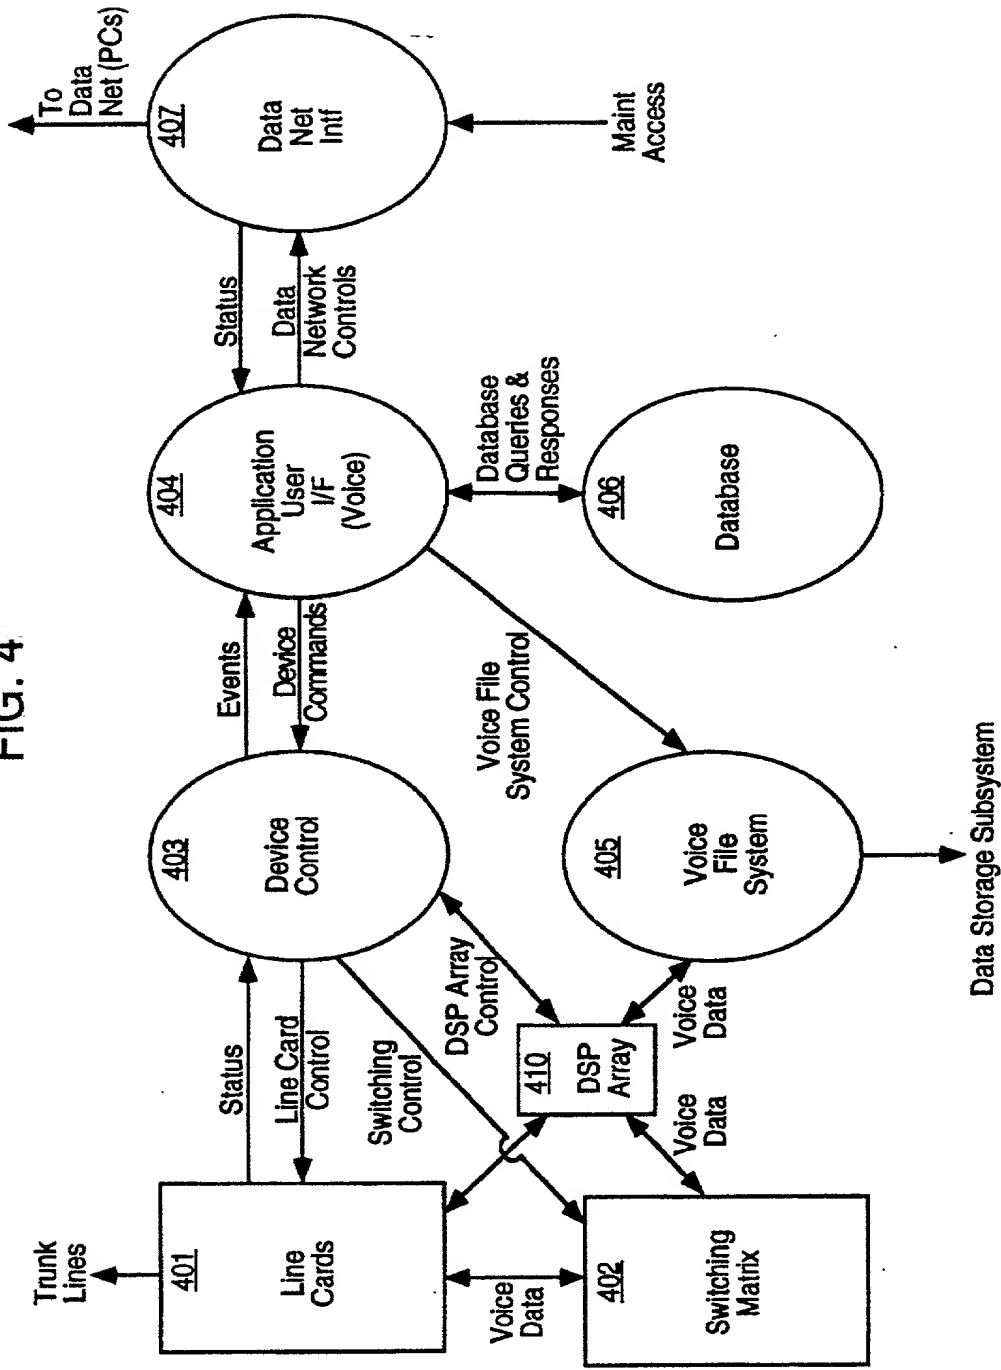 FIG. 4
Trunk
Lines
401
Line
Cards
Status
Line Card
Control
403
Device
Control
Events
Device
Commands
404
Application
User
I/F
(Voice)
Status
Data
Network
Controls
407
Data
Net
Intf
To
Data
Net (PCs)
Maint
Access
Voice
Data
Switching
Control
DSP Array
Control
Voice File
System Control
Database
Queries &
Responses
402
Switching
Matrix
Voice
Data
410
DSP
Array
Voice
Data
405
Voice
File
System
406
Database
Data Storage Subsystem